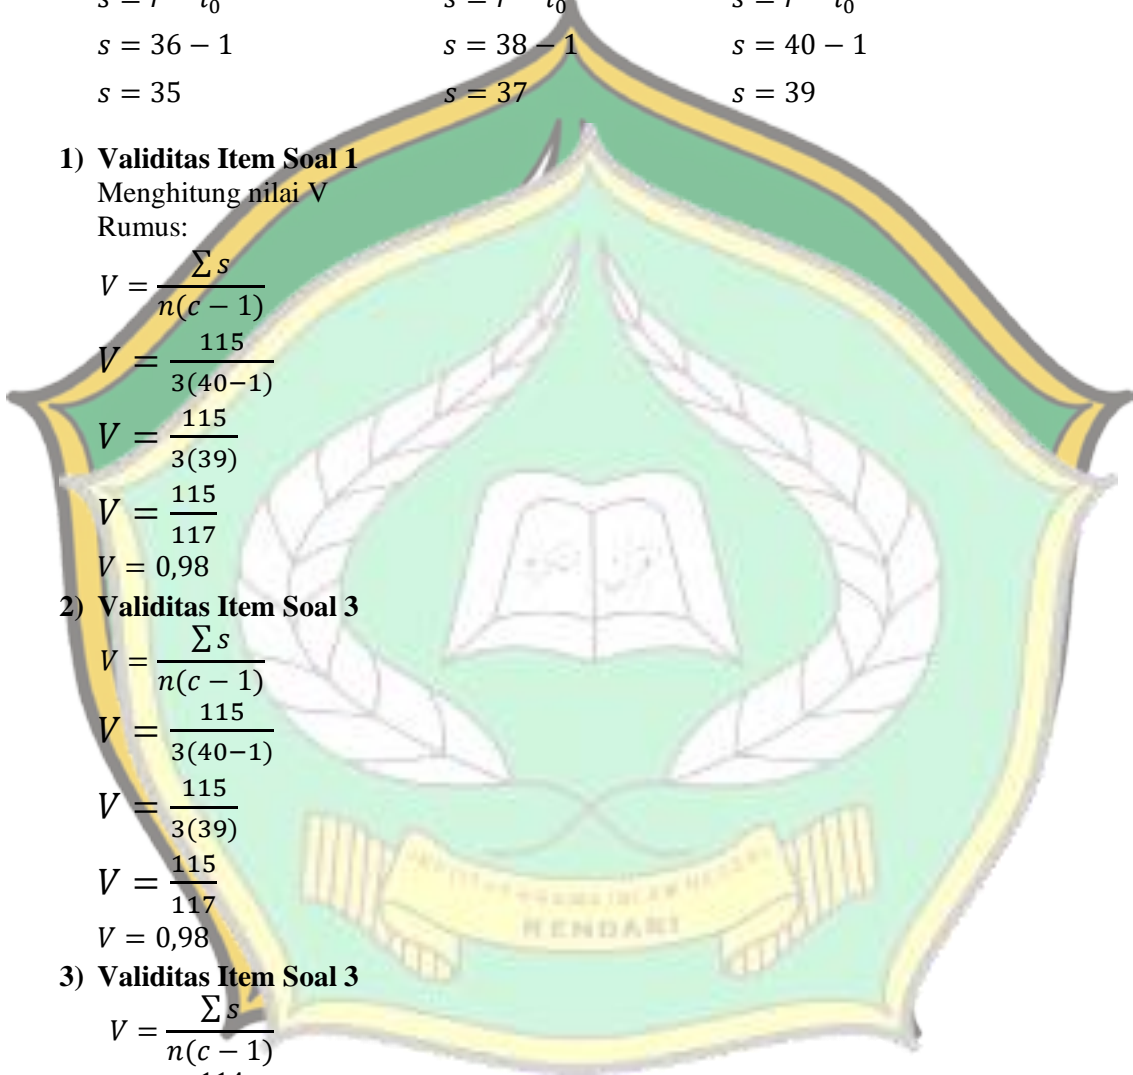 s = 36 − 1 s = 38 − 1 s = 40 − 1
s = 35 s = 37 s = 39
1) Validitas Item Soal 1
Menghitung nilai V
Rumus:
V = ∑ s / n(c − 1)
V = 115 / 3(40−1)
V = 115 / 3(39)
V = 115 / 117
V = 0,98
2) Validitas Item Soal 3
V = ∑ s / n(c − 1)
V = 115 / 3(40−1)
V = 115 / 3(39)
V = 115 / 117
V = 0,98
3) Validitas Item Soal 3
V = ∑ s / n(c − 1)
KENDARI